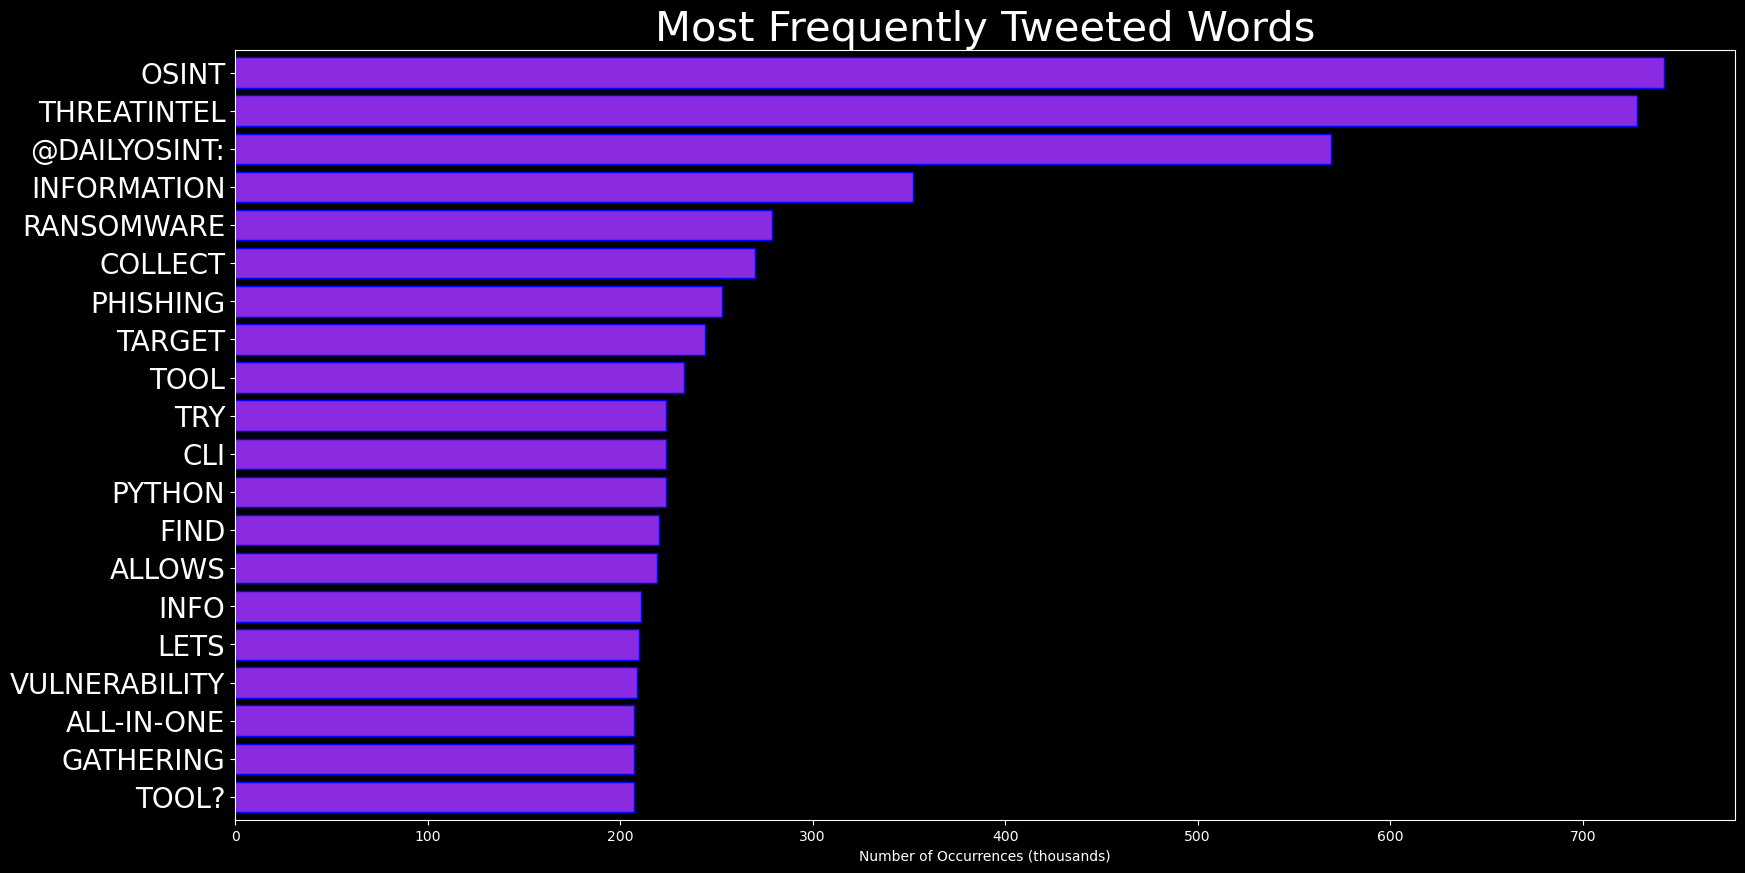 Most Frequently Tweeted Words
OSINT
THREATINTEL
@DAILYOSINT:
INFORMATION
RANSOMWARE
COLLECT
PHISHING
TARGET
TOOL
TRY
CLI
PYTHON
FIND
ALLOWS
INFO
LETS
VULNERABILITY
ALL-IN-ONE
GATHERING
TOOL?
0 100 200 300 400 500 600 700
Number of Occurrences (thousands)